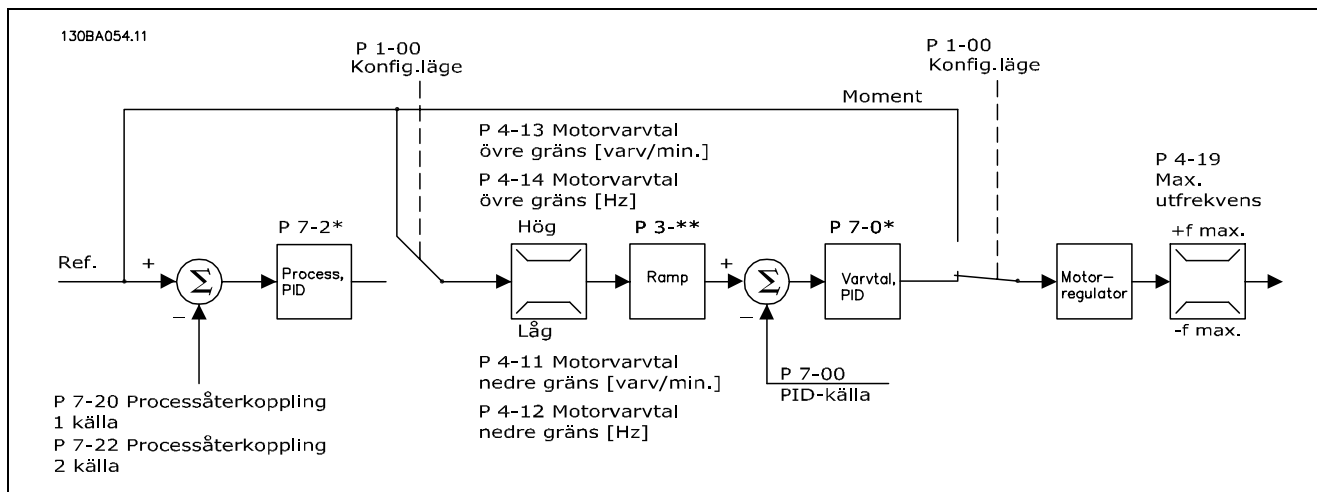 130BA054.11
P 1-00
Konfig.läge
P 1-00
Konfig.läge
Moment
P 4-13 Motorvarvtal
övre gräns [varv/min.]
P 4-14 Motorvarvtal
övre gräns [Hz]
P 4-19
Max.
utfrekvens
P 7-2*
Hög
P 3-**
P 7-0*
+f max.
Ref.
+
Σ
Process,
PID
Ramp
+
Σ
Varvtal,
PID
Motor-
regulator
−
Låg
−
-f max.
P 4-11 Motorvarvtal
nedre gräns [varv/min.]
P 4-12 Motorvarvtal
nedre gräns [Hz]
P 7-00
PID-källa
P 7-20 Processåterkoppling
1 källa
P 7-22 Processåterkoppling
2 källa